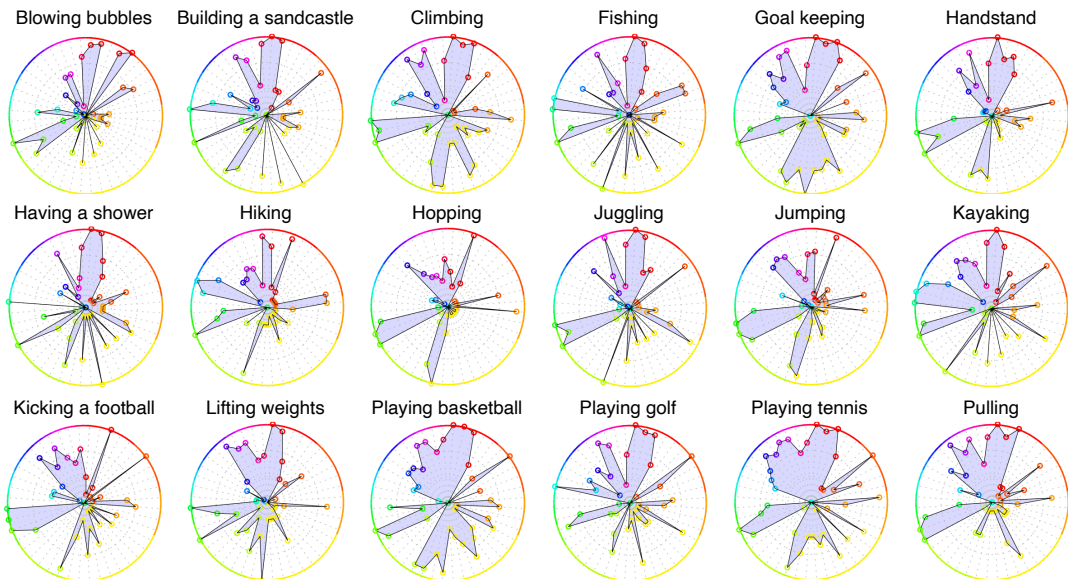 Blowing bubbles
Building a sandcastle
Climbing
Fishing
Goal keeping
Handstand
Having a shower
Hiking
Hopping
Juggling
Jumping
Kayaking
Kicking a football
Lifting weights
Playing basketball
Playing golf
Playing tennis
Pulling